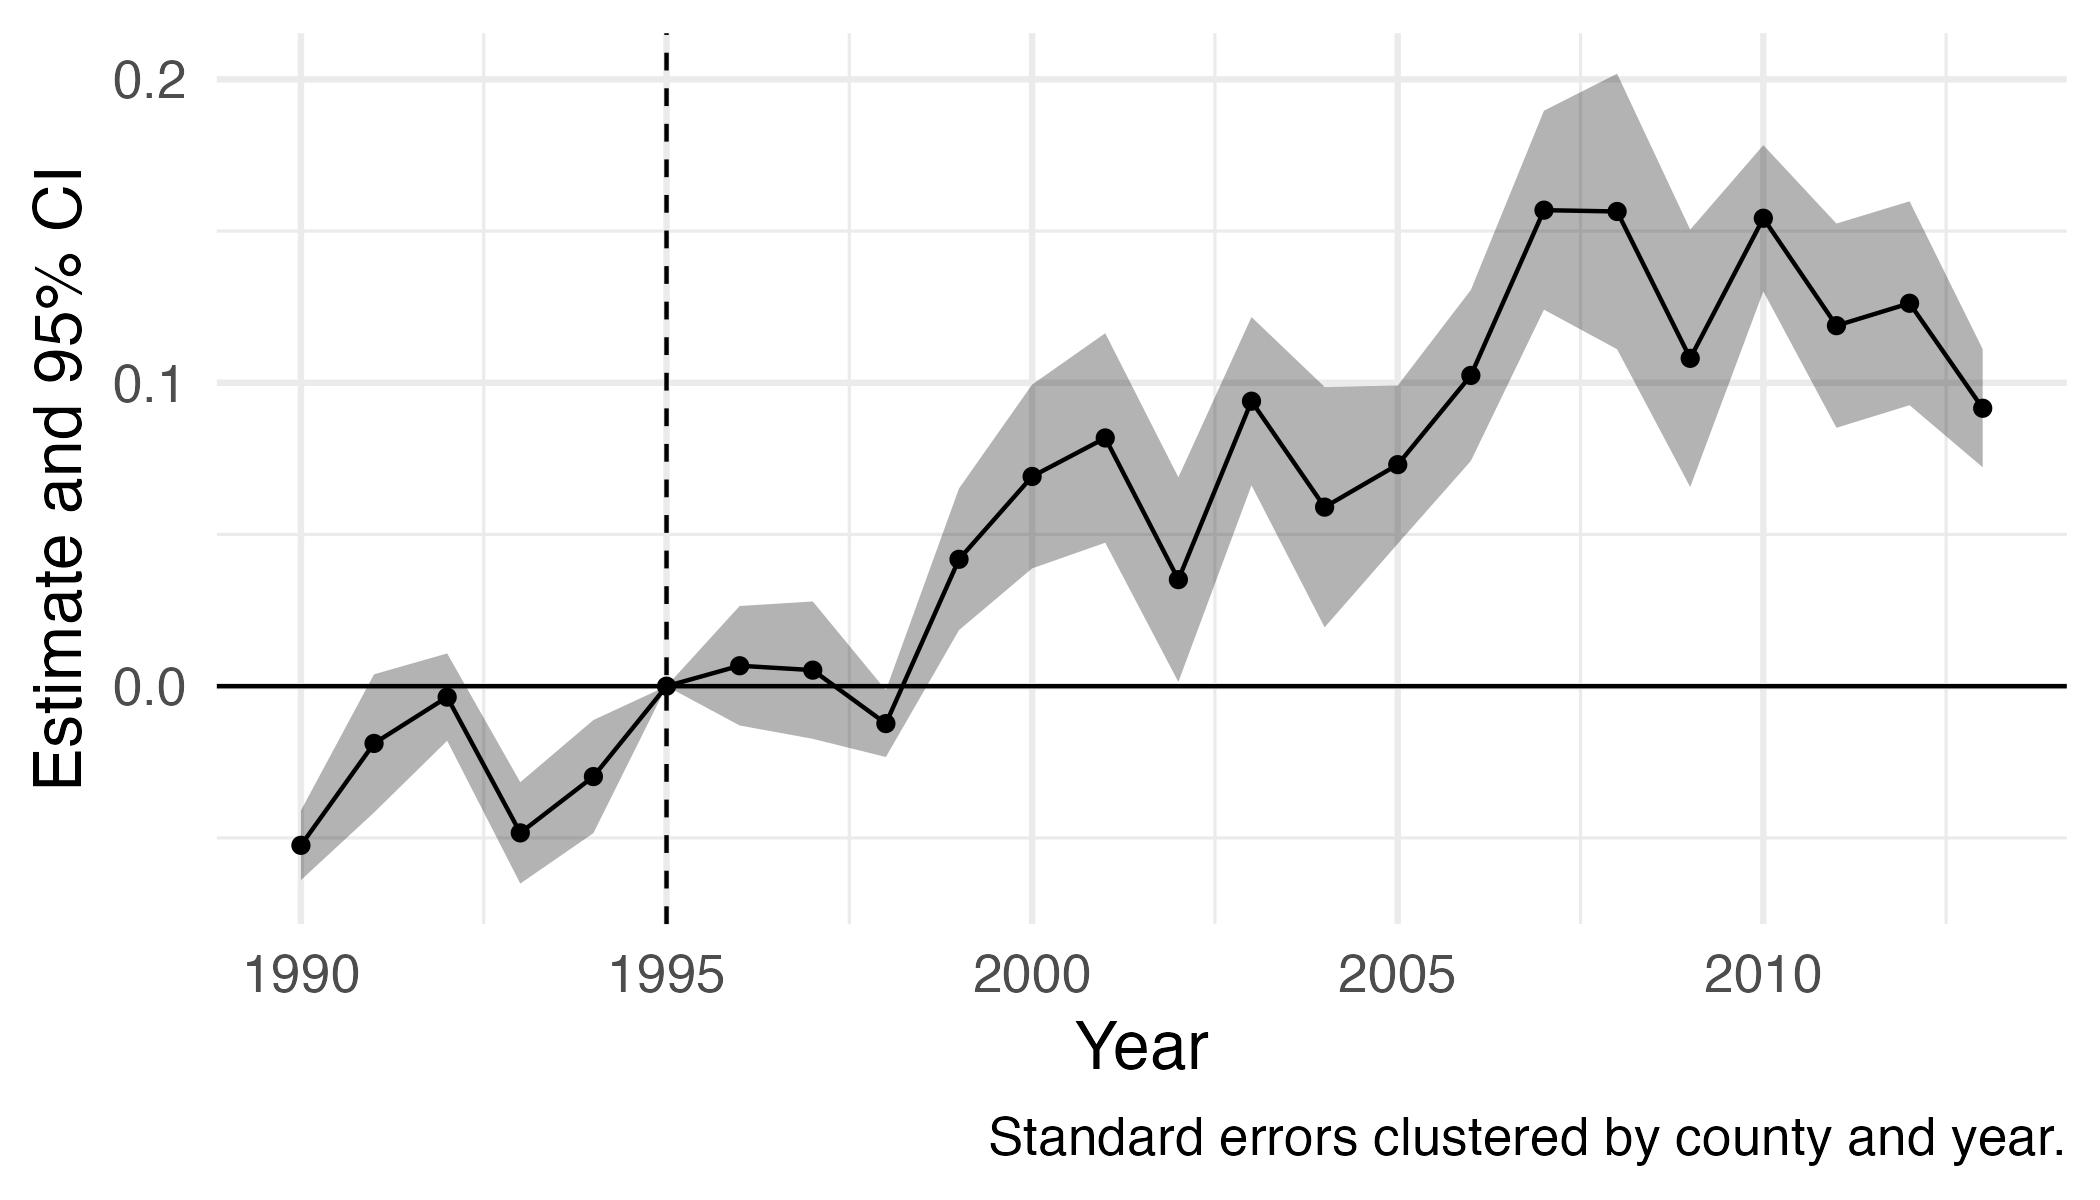 Estimate and 95% CI
0.2
0.1
0.0
1990 1995 2000 2005 2010
Year
Standard errors clustered by county and year.